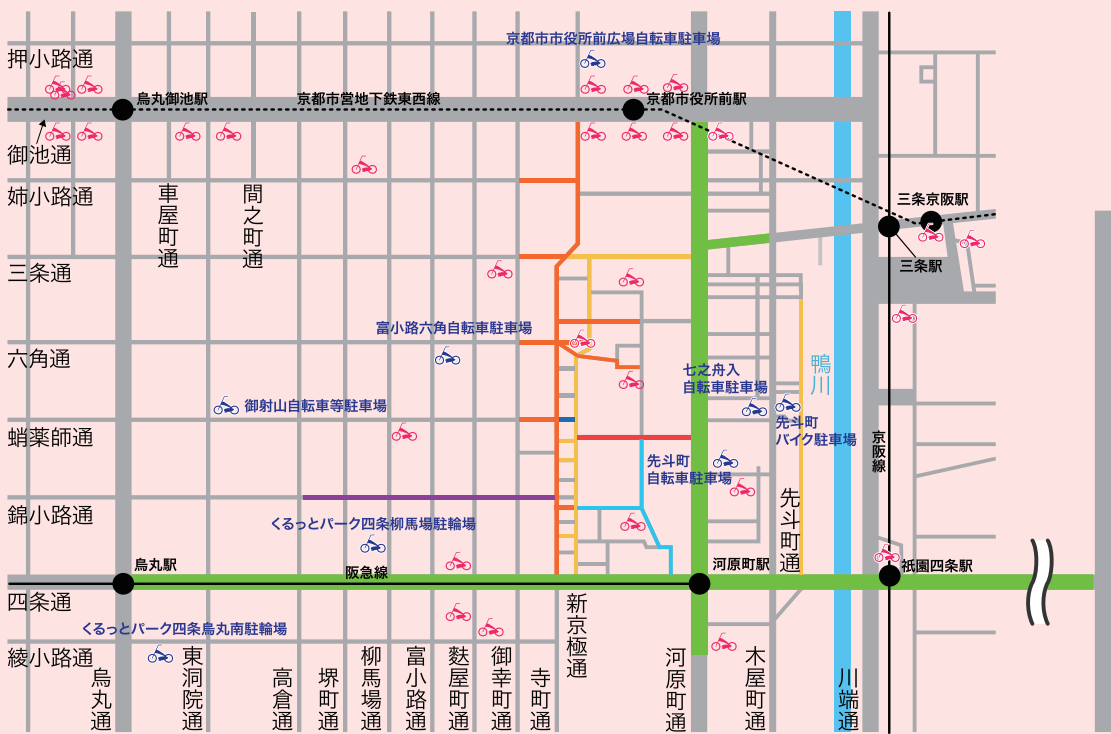 京都市市役所前広場自転車駐車場
押小路通
烏丸御池駅
京都市営地下鉄東西線
京都市役所前駅
御池通
姉小路通
車屋町通
間之町通
三条京阪駅
三条駅
三条通
富小路六角自転車駐車場
六角通
七之舟入
自転車駐車場
鴨川
御射山自転車等駐車場
先斗町
バイク駐車場
蛸薬師通
京阪線
先斗町
自転車駐車場
先斗町通
錦小路通
くるっとパーク四条柳馬場駐輪場
烏丸駅
阪急線
河原町駅
祇園四条駅
四条通
新京極通
くるっとパーク四条烏丸南駐輪場
綾小路通
烏丸通
東洞院通
高倉通
堺町通
柳馬場通
富小路通
麩屋町通
御幸町通
寺町通
河原町通
木屋町通
川端通